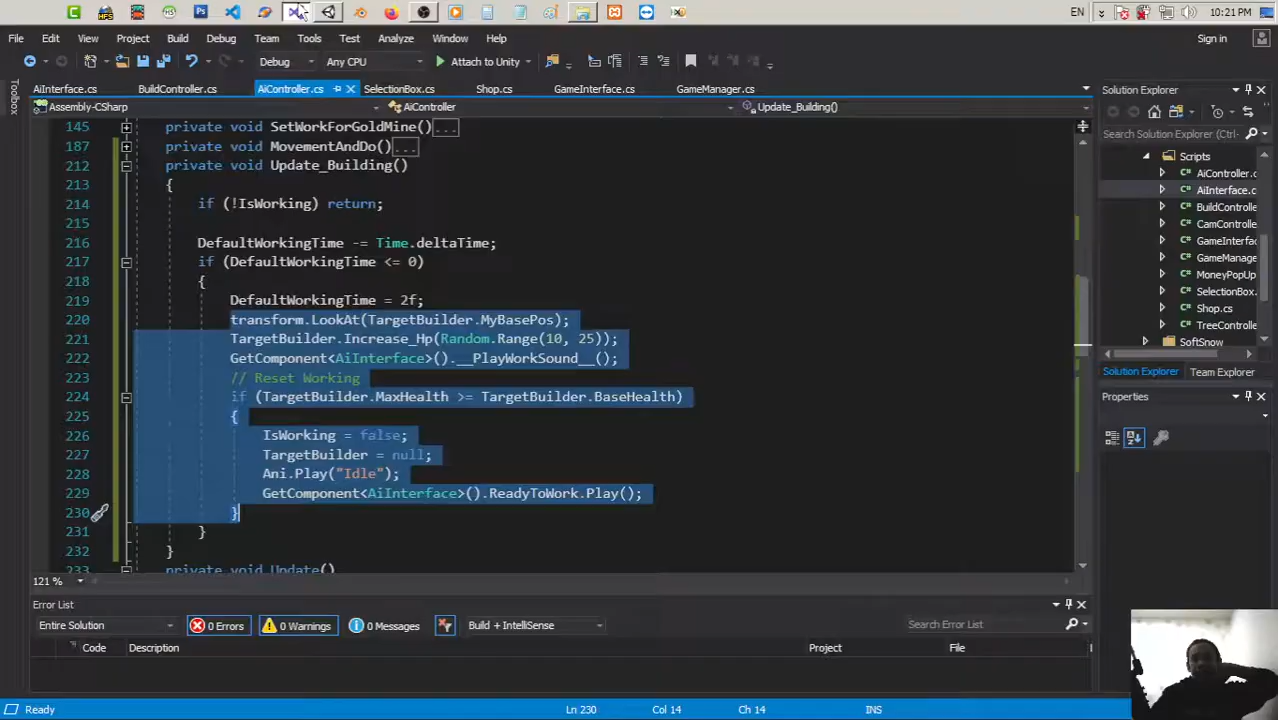 EN
10:21 PM
File Edit View Project Build Debug Team Tools Test Analyze Window Help
Sign in
Debug Any CPU Attach to Unity
AiInterface.cs BuildController.cs AiController.cs SelectionBox.cs Shop.cs GameInterface.cs GameManager.cs
Assembly-CSharp AiController Update_Building()
Toolbox
145 private void SetWorkForGoldMine()...
187 private void MovementAndDo()...
212 private void Update_Building()
213 {
214 if (!IsWorking) return;
215
216 DefaultWorkingTime -= Time.deltaTime;
217 if (DefaultWorkingTime <= 0)
218 {
219 DefaultWorkingTime = 2f;
220 transform.LookAt(TargetBuilder.MyBasePos);
221 TargetBuilder.Increase_Hp(Random.Range(10, 25));
222 GetComponent<AiInterface>().__PlayWorkSound__();
223 // Reset Working
224 if (TargetBuilder.MaxHealth >= TargetBuilder.BaseHealth)
225 {
226 IsWorking = false;
227 TargetBuilder = null;
228 Ani.Play("Idle");
229 GetComponent<AiInterface>().ReadyToWork.Play();
230 }
231 }
232 }
233 private void Update()
121 %
Solution Explorer
Search Solution Explorer (Ctrl-
Scripts
C# AiController.c
C# AiInterface.c
C# BuildControlle
C# CamControlle
C# GameInterfac
C# GameManage
C# MoneyPopUp
C# SelectionBox.
C# Shop.cs
C# TreeControlle
SoftSnow
Solution Explorer Team Explorer
Properties
Error List
Entire Solution 0 Errors 0 Warnings 0 Messages Build + IntelliSense Search Error List
Code Description Project File
Ready Ln 230 Col 14 Ch 14 INS